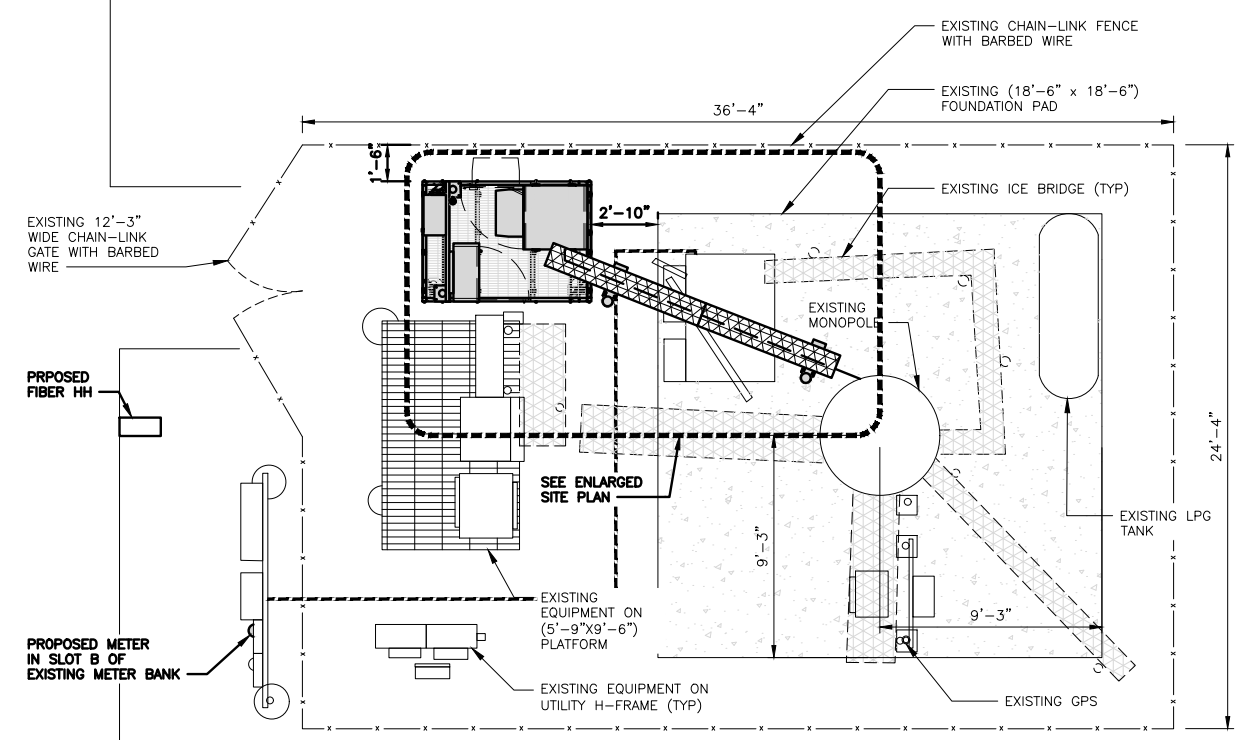 EXISTING CHAIN-LINK FENCE
WITH BARBED WIRE
EXISTING (18'-6" x 18'-6")
FOUNDATION PAD
36'-4"
1'-6"
EXISTING ICE BRIDGE (TYP)
2'-10"
EXISTING 12'-3"
WIDE CHAIN-LINK
GATE WITH BARBED
WIRE
EXISTING
MONOPOLE
PRPOSED
FIBER HH
24'-4"
SEE ENLARGED
SITE PLAN
EXISTING LPG
TANK
9'-3"
EXISTING
EQUIPMENT ON
(5'-9"X9'-6")
PLATFORM
9'-3"
PROPOSED METER
IN SLOT B OF
EXISTING METER BANK
EXISTING EQUIPMENT ON
UTILITY H-FRAME (TYP)
EXISTING GPS